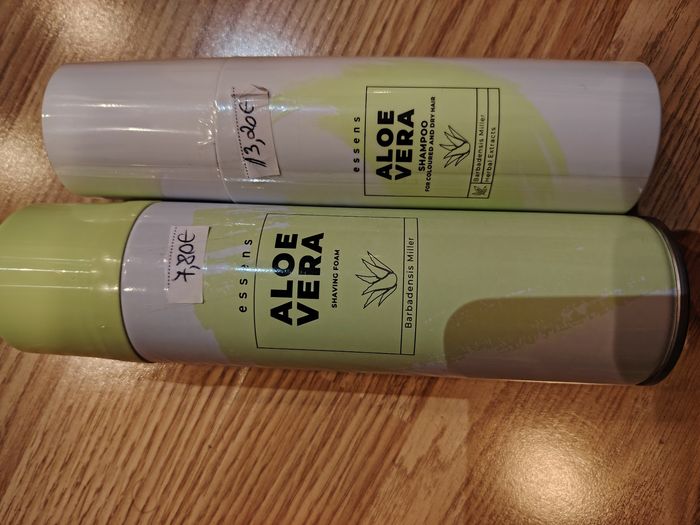 13,20€
essens
ALOE
VERA
SHAMPOO
FOR COLOURED AND DRY HAIR
Barbadensis Miller
Herbal Extracts
7,80€
essens
ALOE
VERA
SHAVING FOAM
Barbadensis Miller